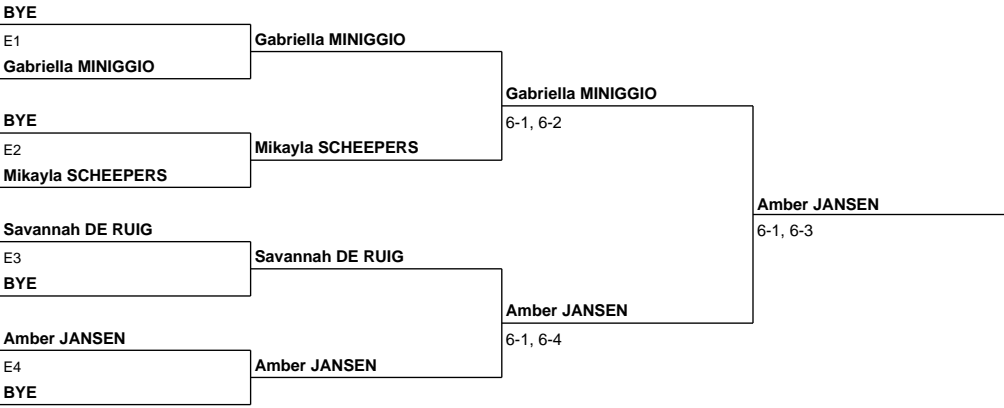 BYE
E1
Gabriella MINIGGIO
Gabriella MINIGGIO
BYE
E2
Mikayla SCHEEPERS
Mikayla SCHEEPERS
Gabriella MINIGGIO
6-1, 6-2
Savannah DE RUIG
E3
BYE
Savannah DE RUIG
Amber JANSEN
E4
BYE
Amber JANSEN
Amber JANSEN
6-1, 6-4
Amber JANSEN
6-1, 6-3